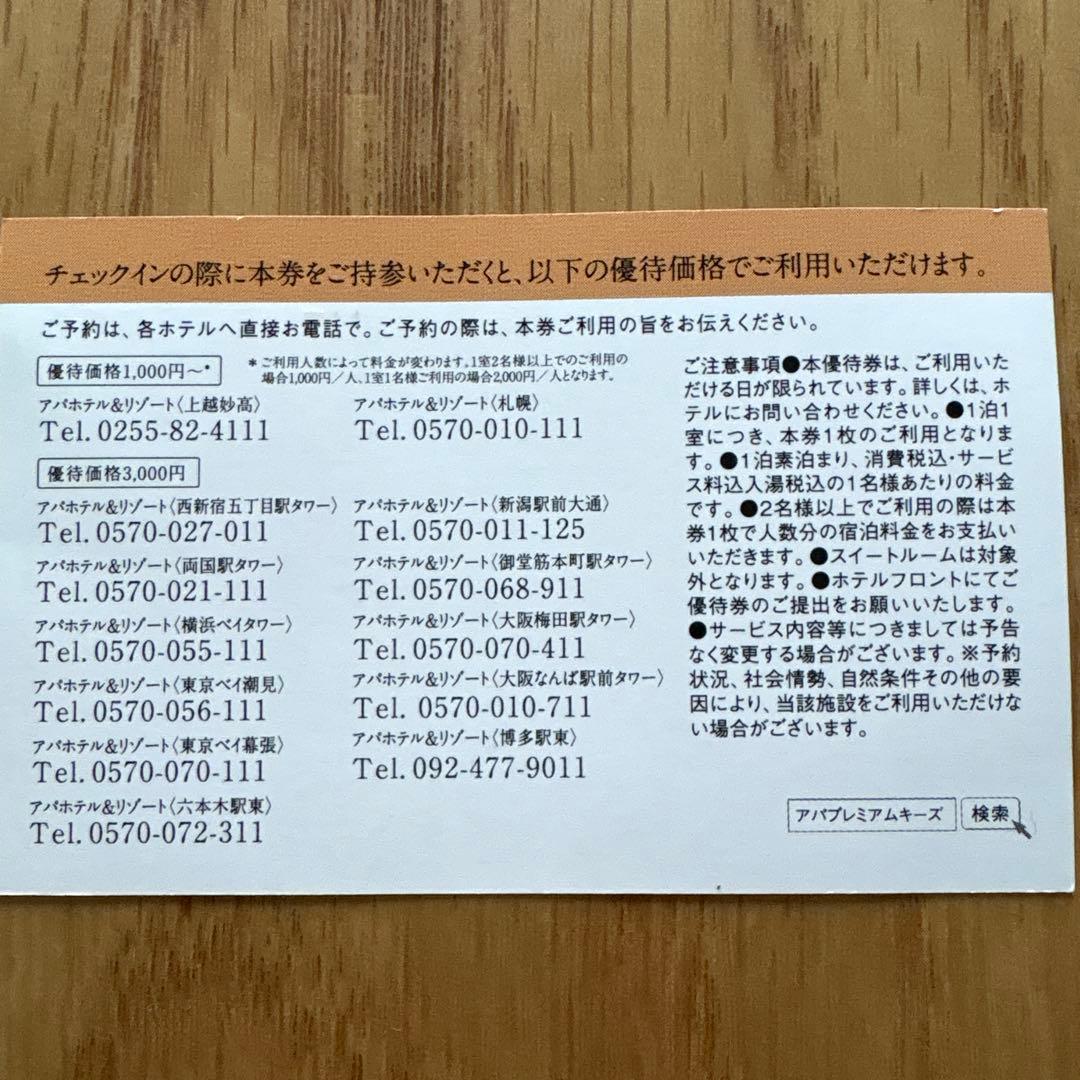 チェックインの際に本券をご持参いただくと、以下の優待価格でご利用いただけます。
ご予約は、各ホテルへ直接お電話で。ご予約の際は、本券ご利用の旨をお伝えください。
優待価格1,000円～*
*ご利用人数によって料金が変わります。1室2名様以上でのご利用の
場合1,000円／人、1室1名様ご利用の場合2,000円／人となります。
アパホテル&リゾート〈上越妙高〉
Tel. 0255-82-4111
アパホテル&リゾート〈札幌〉
Tel. 0570-010-111
優待価格3,000円
アパホテル&リゾート〈西新宿五丁目駅タワー〉
Tel. 0570-027-011
アパホテル&リゾート〈両国駅タワー〉
Tel. 0570-021-111
アパホテル&リゾート〈横浜ベイタワー〉
Tel. 0570-055-111
アパホテル&リゾート〈東京ベイ潮見〉
Tel. 0570-056-111
アパホテル&リゾート〈東京ベイ幕張〉
Tel. 0570-070-111
アパホテル&リゾート〈六本木駅東〉
Tel. 0570-072-311
アパホテル&リゾート〈新潟駅前大通〉
Tel. 0570-011-125
アパホテル&リゾート〈御堂筋本町駅タワー〉
Tel. 0570-068-911
アパホテル&リゾート〈大阪梅田駅タワー〉
Tel. 0570-070-411
アパホテル&リゾート〈大阪なんば駅前タワー〉
Tel. 0570-010-711
アパホテル&リゾート〈博多駅東〉
Tel. 092-477-9011
ご注意事項●本優待券は、ご利用いた
だける日が限られています。詳しくは、ホ
テルにお問い合わせください。●1泊1
室につき、本券1枚のご利用となりま
す。●1泊素泊まり、消費税込・サービ
ス料込入湯税込の1名様あたりの料金
です。●2名様以上でご利用の際は本
券1枚で人数分の宿泊料金をお支払い
いただきます。●スイートルームは対象
外となります。●ホテルフロントにてご
優待券のご提出をお願いいたします。
●サービス内容等につきましては予告
なく変更する場合がございます。※予約
状況、社会情勢、自然条件その他の要
因により、当該施設をご利用いただけな
い場合がございます。
アパプレミアムキーズ 検索